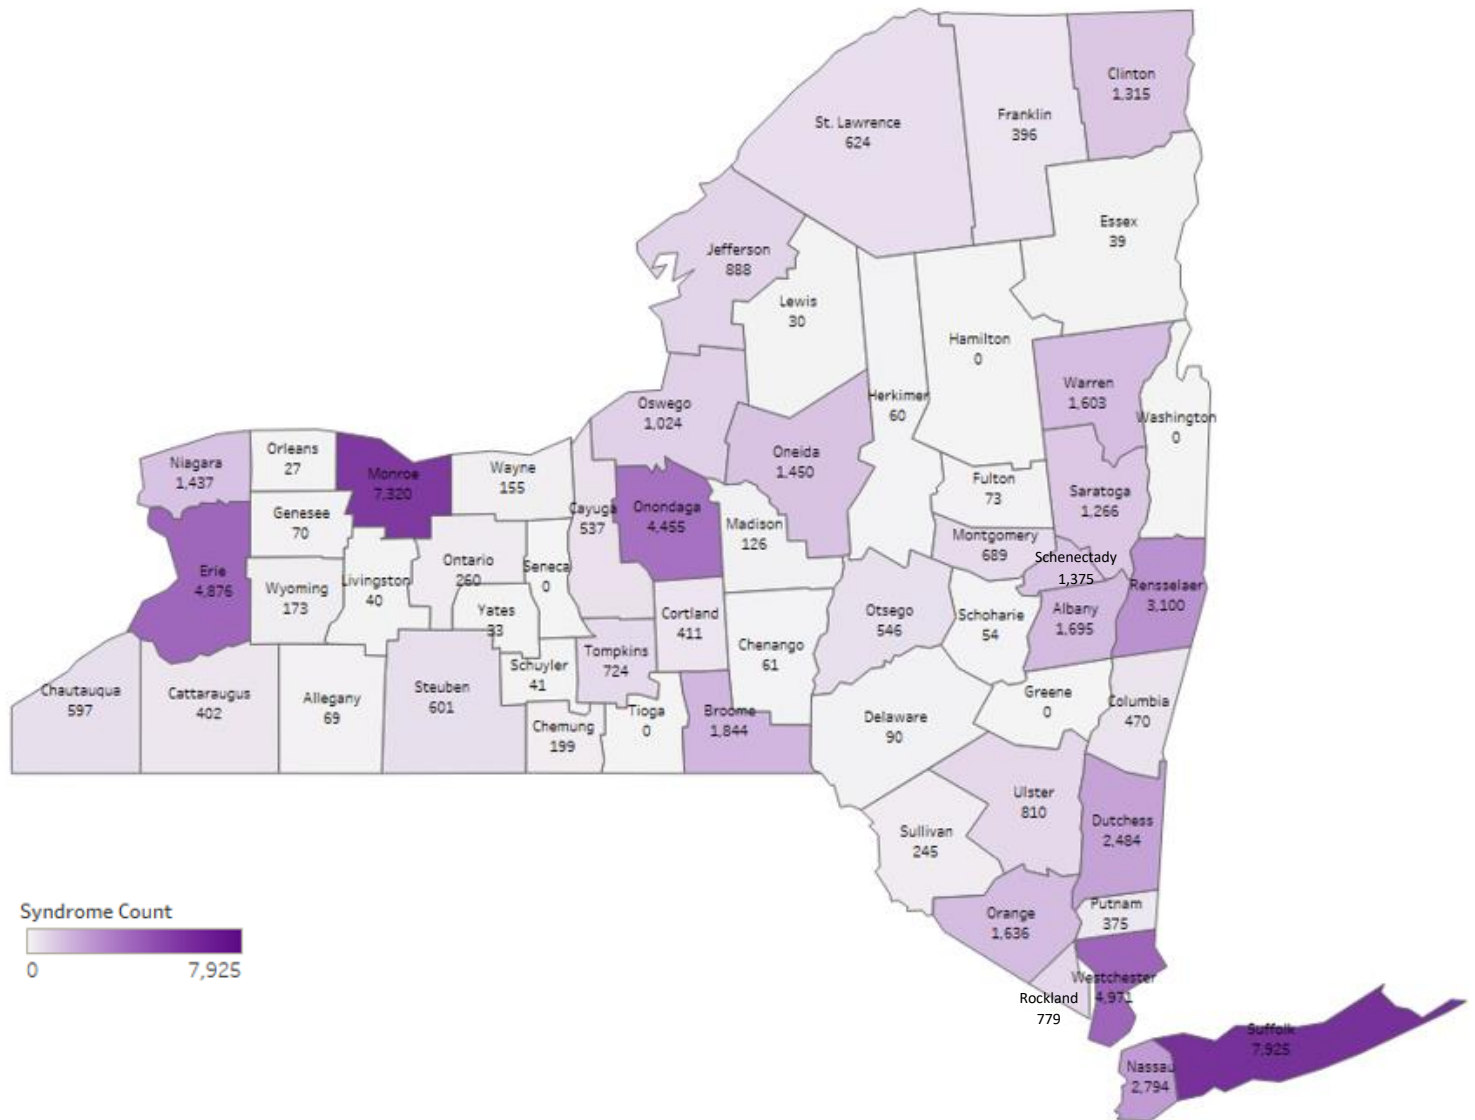 Clinton
1,315
Franklin
396
St. Lawrence
624
Essex
39
Jefferson
888
Lewis
30
Hamilton
0
Warren
1,603
Herkimer
60
Washington
0
Oswego
1,024
Oneida
1,450
Niagara
1,437
Orleans
27
Monroe
7,320
Wayne
155
Cayuga
537
Onondaga
4,455
Madison
126
Fulton
73
Saratoga
1,266
Genesee
70
Montgomery
689
Schenectady
1,375
Erie
4,876
Wyoming
173
Livingston
40
Ontario
260
Seneca
0
Yates
33
Cortland
411
Otsego
546
Schoharie
54
Albany
1,695
Rensselaer
3,100
Chautauqua
597
Cattaraugus
402
Allegany
69
Steuben
601
Schuyler
41
Tompkins
724
Chenango
61
Chemung
199
Tioga
0
Broome
1,844
Delaware
90
Greene
0
Columbia
470
Ulster
810
Dutchess
2,484
Sullivan
245
Orange
1,636
Putnam
375
Westchester
4,971
Rockland
779
Suffolk
7,925
Nassau
2,794
Syndrome Count
0 7,925